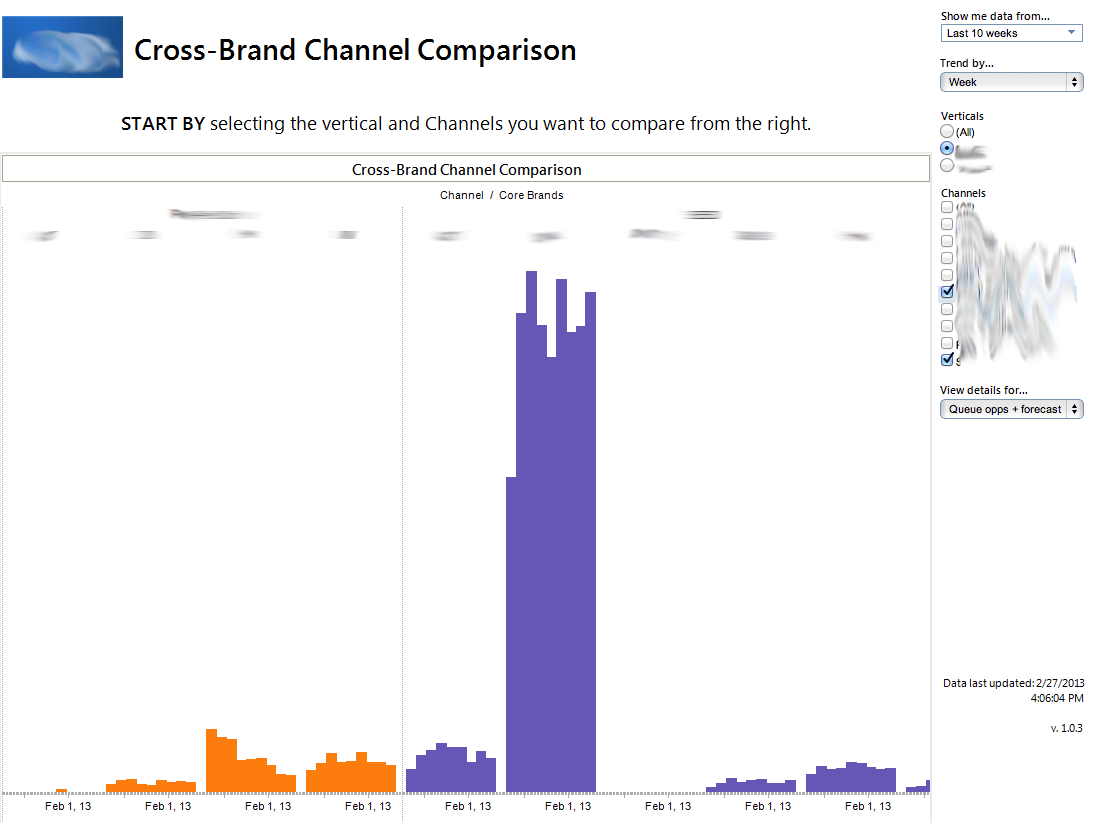 Cross-Brand Channel Comparison
START BY selecting the vertical and Channels you want to compare from the right.
Cross-Brand Channel Comparison
Channel / Core Brands
Feb 1, 13 Feb 1, 13 Feb 1, 13 Feb 1, 13 Feb 1, 13 Feb 1, 13 Feb 1, 13 Feb 1, 13 Feb 1, 13
Show me data from...
Last 10 weeks
Trend by...
Week
Verticals
(All)
Channels
View details for...
Queue opps + forecast
Data last updated: 2/27/2013
4:06:04 PM
v. 1.0.3